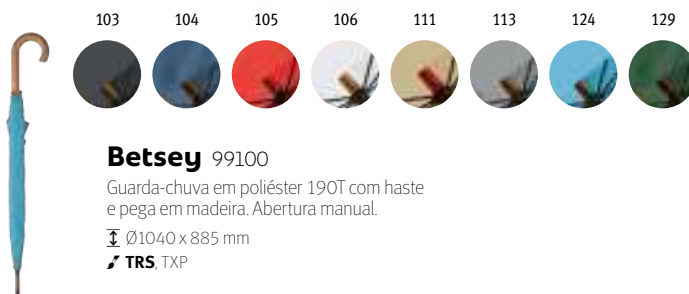 103 104 105 106 111 113 124 129
Betsey 99100
Guarda-chuva em poliéster 190T com haste
e pega em madeira. Abertura manual.
Ø1040 x 885 mm
TRS, TXP